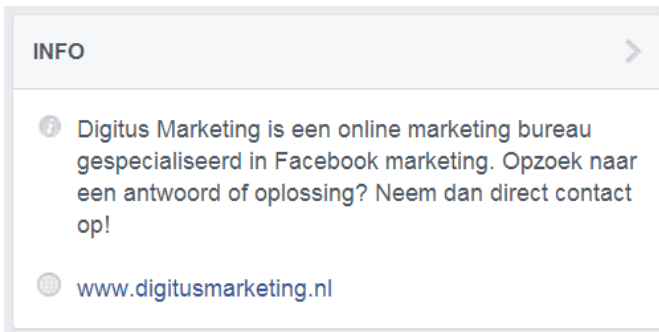 INFO
Digitus Marketing is een online marketing bureau
gespecialiseerd in Facebook marketing. Opzoek naar
een antwoord of oplossing? Neem dan direct contact
op!
www.digitusmarketing.nl